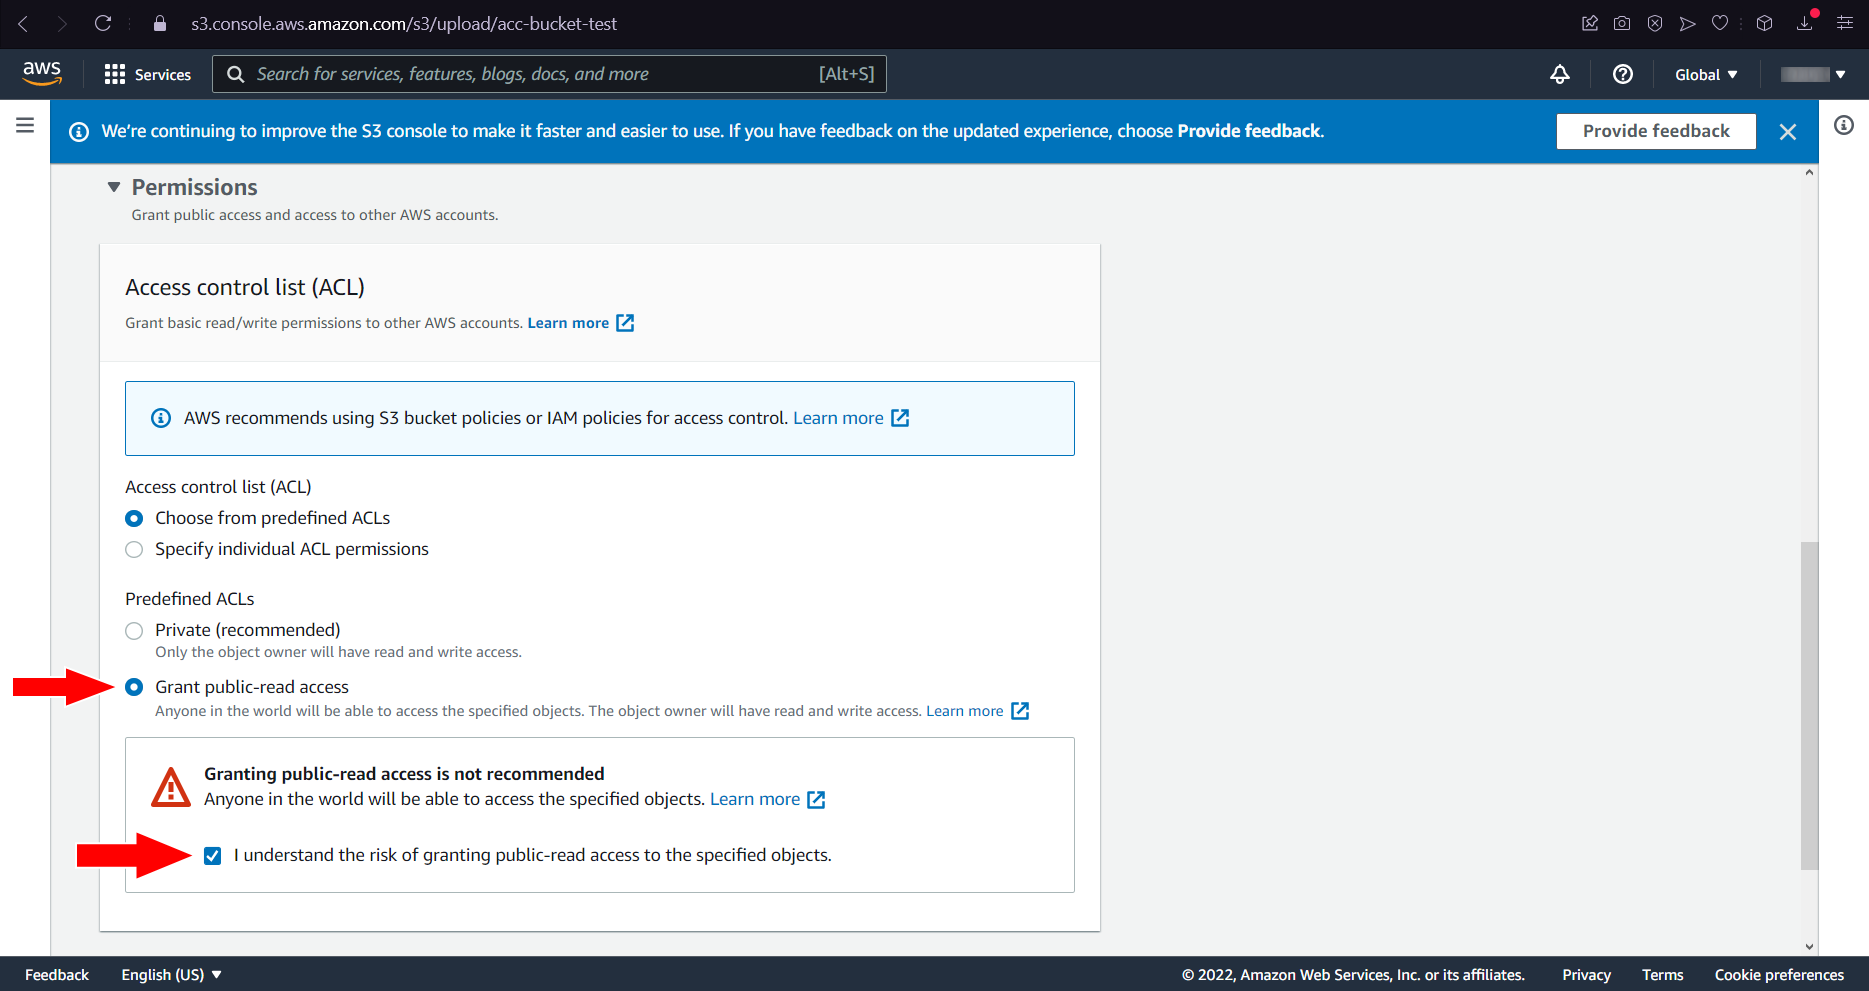 s3.console.aws.amazon.com/s3/upload/acc-bucket-test
aws
Services
Search for services, features, blogs, docs, and more
[Alt+S]
Global
We're continuing to improve the S3 console to make it faster and easier to use. If you have feedback on the updated experience, choose Provide feedback.
Provide feedback
Permissions
Grant public access and access to other AWS accounts.
Access control list (ACL)
Grant basic read/write permissions to other AWS accounts. Learn more
AWS recommends using S3 bucket policies or IAM policies for access control. Learn more
Access control list (ACL)
Choose from predefined ACLs
Specify individual ACL permissions
Predefined ACLs
Private (recommended)
Only the object owner will have read and write access.
Grant public-read access
Anyone in the world will be able to access the specified objects. The object owner will have read and write access. Learn more
Granting public-read access is not recommended
Anyone in the world will be able to access the specified objects. Learn more
I understand the risk of granting public-read access to the specified objects.
Feedback
English (US)
© 2022, Amazon Web Services, Inc. or its affiliates.
Privacy
Terms
Cookie preferences